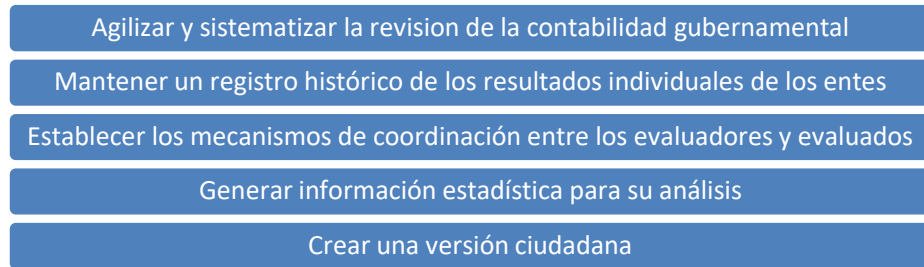 Agilizar y sistematizar la revision de la contabilidad gubernamental
Mantener un registro histórico de los resultados individuales de los entes
Establecer los mecanismos de coordinación entre los evaluadores y evaluados
Generar información estadística para su análisis
Crear una versión ciudadana